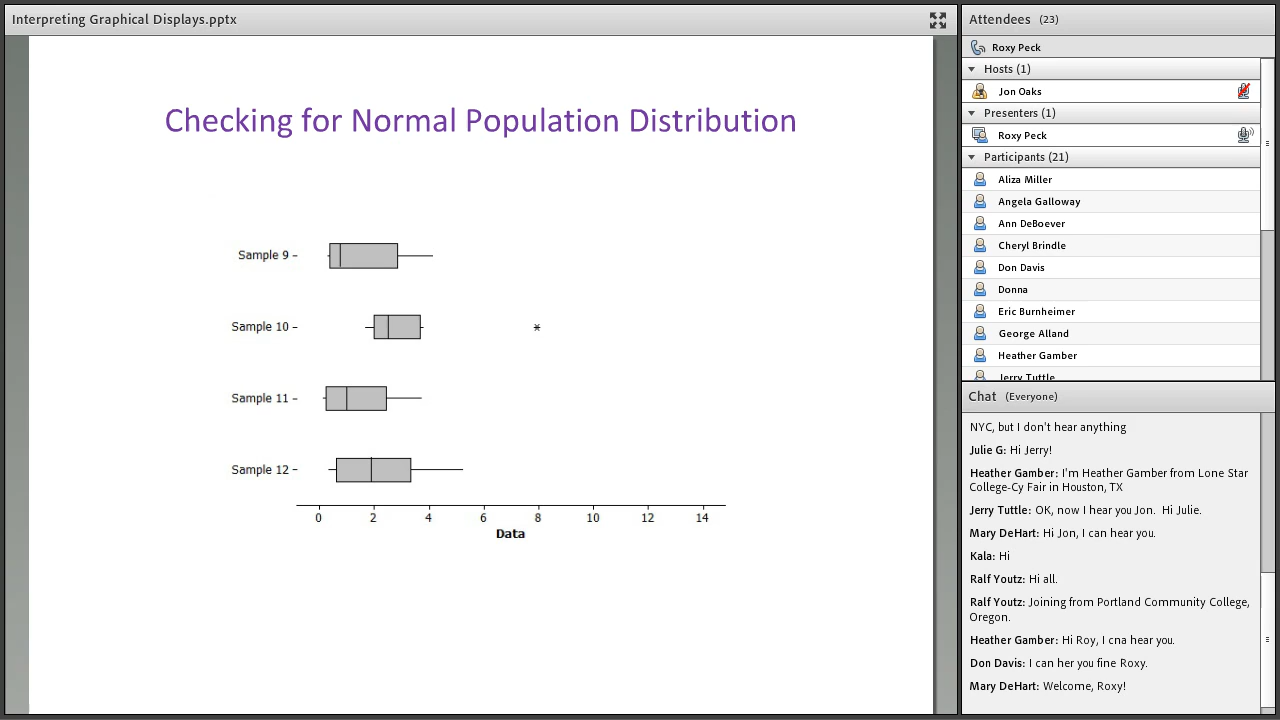 Interpreting Graphical Displays.pptx
Checking for Normal Population Distribution
Sample 9
Sample 10
Sample 11
Sample 12
0 2 4 6 8 10 12 14
Data
Attendees (23)
Roxy Peck
Hosts (1)
Jon Oaks
Presenters (1)
Roxy Peck
Participants (21)
Aliza Miller
Angela Galloway
Ann DeBoever
Cheryl Brindle
Don Davis
Donna
Eric Burnheimer
George Alland
Heather Gamber
Jerry Tuttle
Chat (Everyone)
NYC, but I don't hear anything
Julie G: Hi Jerry!
Heather Gamber: I'm Heather Gamber from Lone Star
College-Cy Fair in Houston, TX
Jerry Tuttle: OK, now I hear you Jon. Hi Julie.
Mary DeHart: Hi Jon, I can hear you.
Kala: Hi
Ralf Youtz: Hi all.
Ralf Youtz: Joining from Portland Community College,
Oregon.
Heather Gamber: Hi Roy, I cna hear you.
Don Davis: I can her you fine Roxy.
Mary DeHart: Welcome, Roxy!